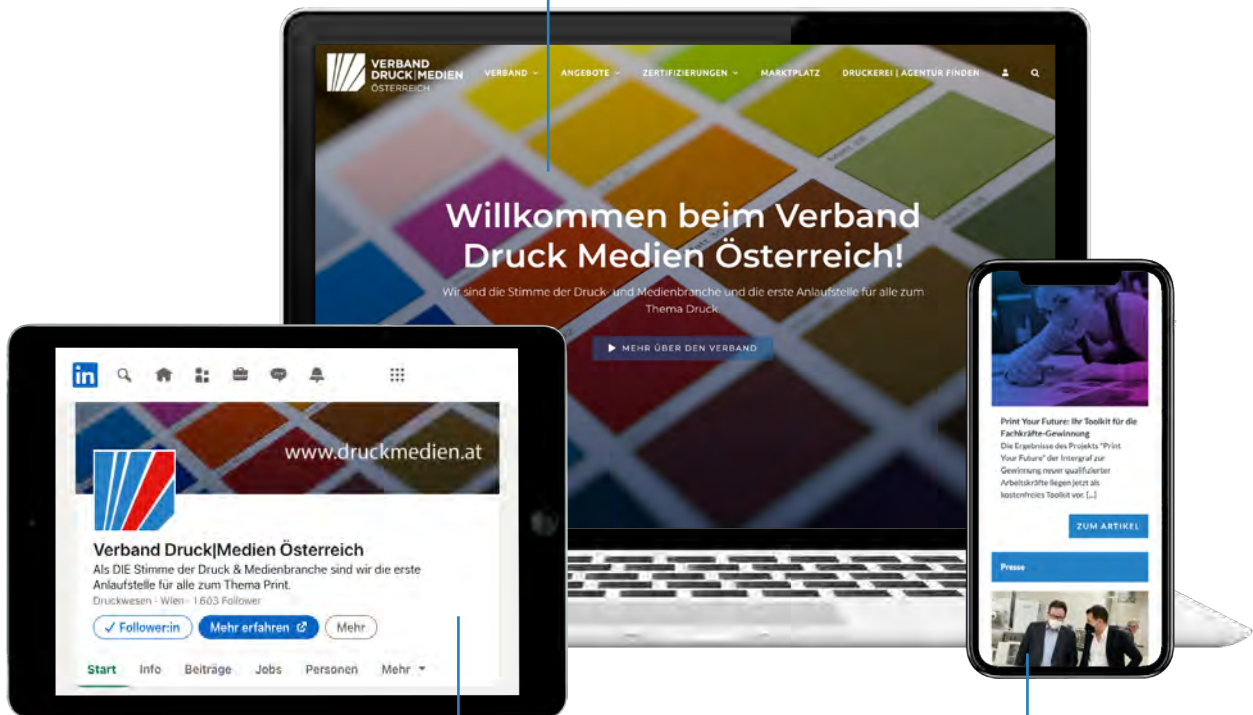 VERBAND
DRUCK|MEDIEN
ÖSTERREICH
VERBAND
ANGEBOTE
ZERTIFIZIERUNGEN
MARKTPLATZ
DRUCKEREI | AGENTUR FINDEN
Willkommen beim Verband
Druck Medien Österreich!
Wir sind die Stimme der Druck- und Medienbranche und die erste Anlaufstelle für alle zum
Thema Druck
MEHR ÜBER DEN VERBAND
in
www.druckmedien.at
Verband Druck|Medien Österreich
Als DIE Stimme der Druck & Medienbranche sind wir die erste
Anlaufstelle für alle zum Thema Print.
Druckwesen - Wien - 1.603 Follower
✓ Follower:in
Mehr erfahren
Mehr
Start Info Beiträge Jobs Personen Mehr
Print Your Future: Ihr Toolkit für die
Fachkräfte-Gewinnung
Die Ergebnisse des Projekts "Print
Your Future" der Intergraf zur
Gewinnung neuer qualifizierter
Arbeitskräfte liegen jetzt als
kostenfreies Toolkit vor. [...]
ZUM ARTIKEL
Presse